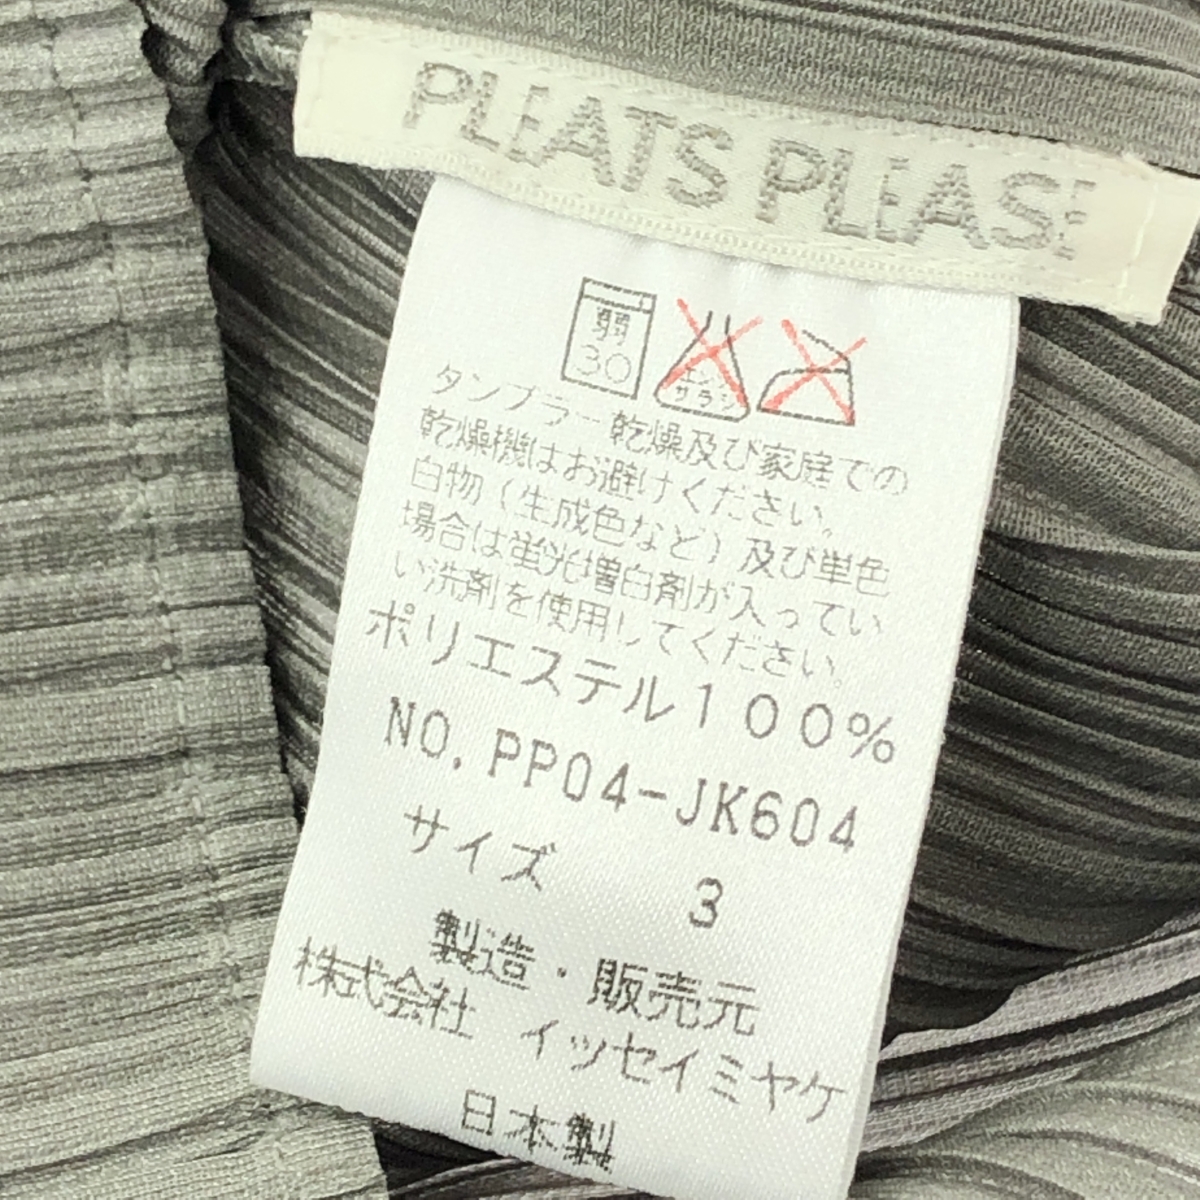 PLEATS PLEASE
弱
30
エンソ
サラシ
タンブラー乾燥及び家庭での
乾燥機はお避けください。
白物(生成色など)及び単色
場合は蛍光増白剤が入ってい
い洗剤を使用してください。
ポリエステル100%
NO.PP04-JK604
サイズ 3
製造・販売元
株式会社 イッセイミヤケ
日本製